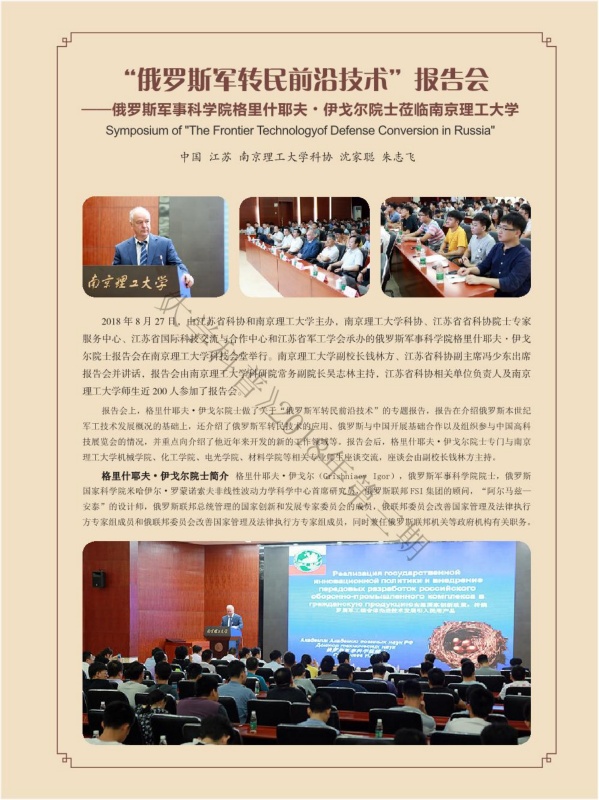 “俄罗斯军转民前沿技术”报告会
——俄罗斯军事科学院格里什耶夫·伊戈尔院士莅临南京理工大学
Symposium of "The Frontier Technologyof Defense Conversion in Russia"
中国 江苏 南京理工大学科协 沈家聪 朱志飞
南京理工大学
2018 年 8 月 27 日，由江苏省科协和南京理工大学主办，南京理工大学科协、江苏省省科协院士专家
服务中心、江苏省国际科技交流与合作中心和江苏省军工学会承办的俄罗斯军事科学院格里什耶夫·伊戈
尔院士报告会在南京理工大学科技会堂举行。南京理工大学副校长钱林方、江苏省科协副主席冯少东出席
报告会并讲话，报告会由南京理工大学科研院常务副院长吴志林主持，江苏省科协相关单位负责人及南京
理工大学师生近 200 人参加了报告会。
报告会上，格里什耶夫·伊戈尔院士做了关于“俄罗斯军转民前沿技术”的专题报告，报告在介绍俄罗斯本世纪
军工技术发展概况的基础上，还介绍了俄罗斯军转民技术的应用、俄罗斯与中国开展基础合作以及组织参与中国高科
技展览会的情况，并重点向介绍了他近年来开发的新的工作领域等。报告会后，格里什耶夫·伊戈尔院士专门与南京
理工大学机械学院、化工学院、电光学院、材料学院等相关专业师生座谈交流，座谈会由副校长钱林方主持。
格里什耶夫·伊戈尔院士简介 格里什耶夫·伊戈尔（Grishniaov Igor），俄罗斯军事科学院院士，俄罗斯
国家科学院米哈伊尔·罗蒙诺索夫非线性波动力学科学中心首席研究员，俄罗斯联邦 FSI 集团的顾问，“阿尔马兹—
安泰”的设计师，俄罗斯联邦总统管理的国家创新和发展专家委员会的成员，俄联邦委员会改善国家管理及法律执行
方专家组成员和俄联邦委员会改善国家管理及法律执行方专家组成员，同时兼任俄罗斯联邦机关等政府机构有关职务。
Реализация государственной
инновационной политики и внедрение
передовых разработок российского
оборонно-промышленного комплекса в
гражданскую продукцию
南京理工大学
大学科普》2018年第三期